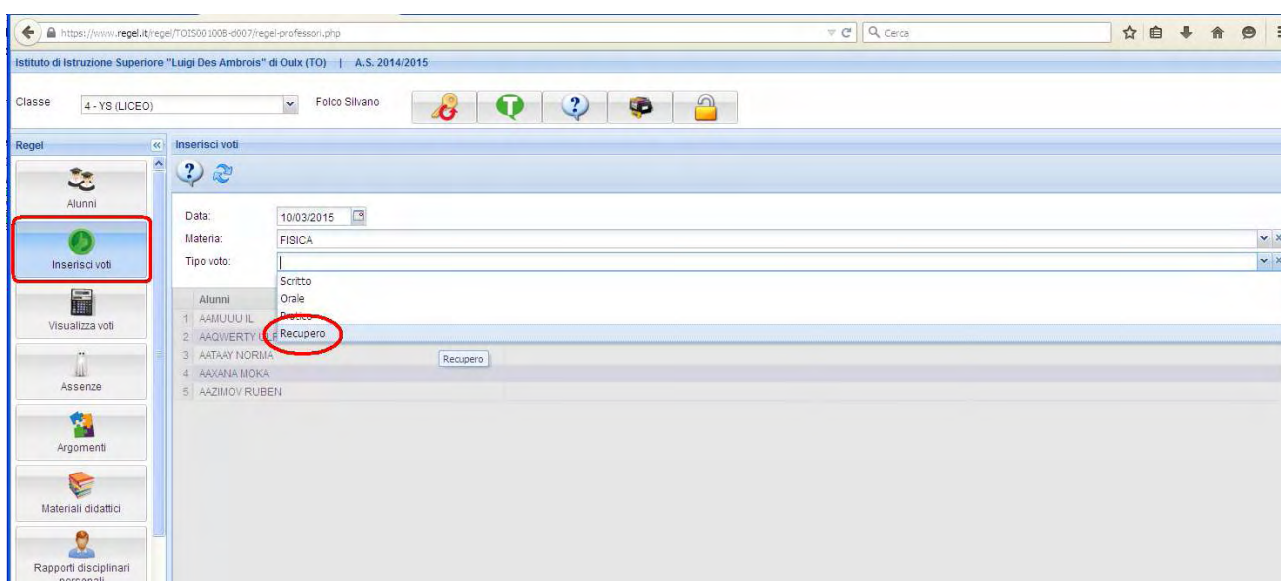 https://www.regel.it/regel/TOIS00100B-d007/regel-professori.php
Cerca
Istituto di Istruzione Superiore "Luigi Des Ambrois" di Oulx (TO) | A.S. 2014/2015
Classe 4 - YS (LICEO) Folco Silvano
Regel
Inserisci voti
Alunni
Inserisci voti
Visualizza voti
Assenze
Argomenti
Materiali didattici
Rapporti disciplinari
personali
Data: 10/03/2015
Materia: FISICA
Tipo voto:
Scritto
Orale
Pratico
Recupero
Recupero
Alunni
1 AAMUUU IL
2 AAQWERTY
3 AATAAY NORMA
4 AAXANA MOKA
5 AAZIMOV RUBEN